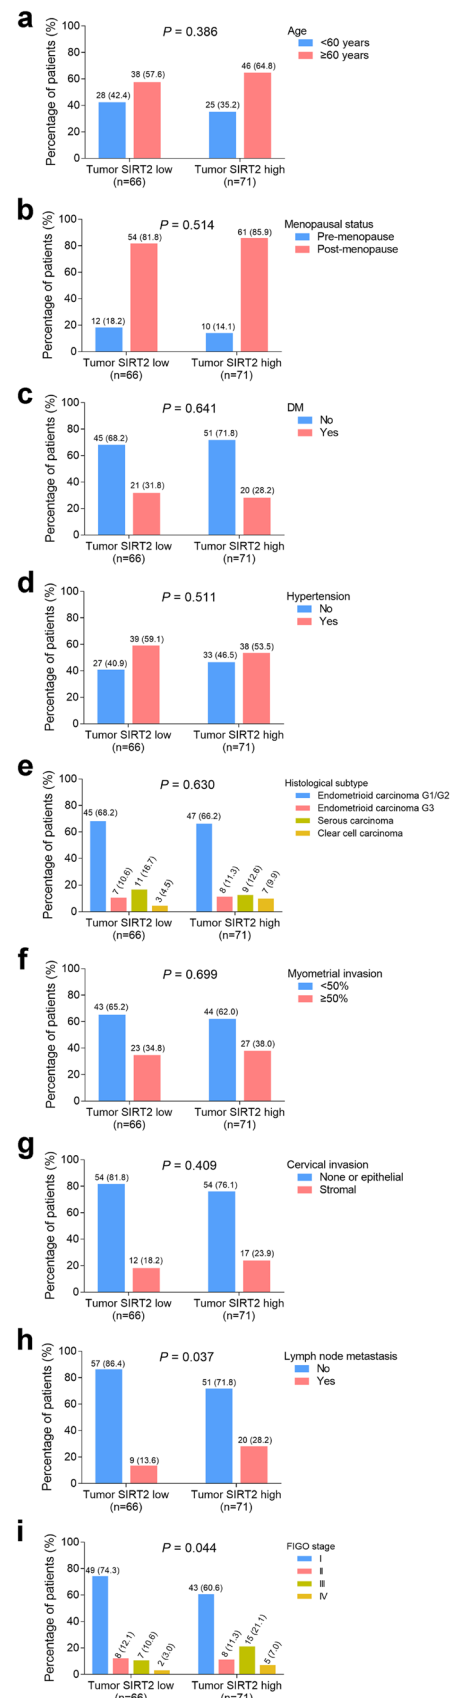 a
P = 0.386
Age
<60 years
≥60 years
Percentage of patients (%)
100
80
60
40
20
0
28 (42.4)
38 (57.6)
25 (35.2)
46 (64.8)
Tumor SIRT2 low
(n=66)
Tumor SIRT2 high
(n=71)
b
P = 0.514
Menopausal status
Pre-menopause
Post-menopause
Percentage of patients (%)
100
80
60
40
20
0
12 (18.2)
54 (81.8)
10 (14.1)
61 (85.9)
Tumor SIRT2 low
(n=66)
Tumor SIRT2 high
(n=71)
c
P = 0.641
DM
No
Yes
Percentage of patients (%)
100
80
60
40
20
0
45 (68.2)
21 (31.8)
51 (71.8)
20 (28.2)
Tumor SIRT2 low
(n=66)
Tumor SIRT2 high
(n=71)
d
P = 0.511
Hypertension
No
Yes
Percentage of patients (%)
100
80
60
40
20
0
27 (40.9)
39 (59.1)
33 (46.5)
38 (53.5)
Tumor SIRT2 low
(n=66)
Tumor SIRT2 high
(n=71)
e
P = 0.630
Histological subtype
Endometrioid carcinoma G1/G2
Endometrioid carcinoma G3
Serous carcinoma
Clear cell carcinoma
Percentage of patients (%)
100
80
60
40
20
0
45 (68.2)
7 (10.6)
11 (16.7)
3 (4.5)
47 (66.2)
8 (11.3)
9 (12.6)
7 (9.9)
Tumor SIRT2 low
(n=66)
Tumor SIRT2 high
(n=71)
f
P = 0.699
Myometrial invasion
<50%
≥50%
Percentage of patients (%)
100
80
60
40
20
0
43 (65.2)
23 (34.8)
44 (62.0)
27 (38.0)
Tumor SIRT2 low
(n=66)
Tumor SIRT2 high
(n=71)
g
P = 0.409
Cervical invasion
None or epithelial
Stromal
Percentage of patients (%)
100
80
60
40
20
0
54 (81.8)
12 (18.2)
54 (76.1)
17 (23.9)
Tumor SIRT2 low
(n=66)
Tumor SIRT2 high
(n=71)
h
P = 0.037
Lymph node metastasis
No
Yes
Percentage of patients (%)
100
80
60
40
20
0
57 (86.4)
9 (13.6)
51 (71.8)
20 (28.2)
Tumor SIRT2 low
(n=66)
Tumor SIRT2 high
(n=71)
i
P = 0.044
FIGO stage
I
II
III
IV
Percentage of patients (%)
100
80
60
40
20
0
49 (74.3)
8 (12.1)
7 (10.6)
2 (3.0)
43 (60.6)
8 (11.3)
15 (21.1)
5 (7.0)
Tumor SIRT2 low
(n=66)
Tumor SIRT2 high
(n=71)